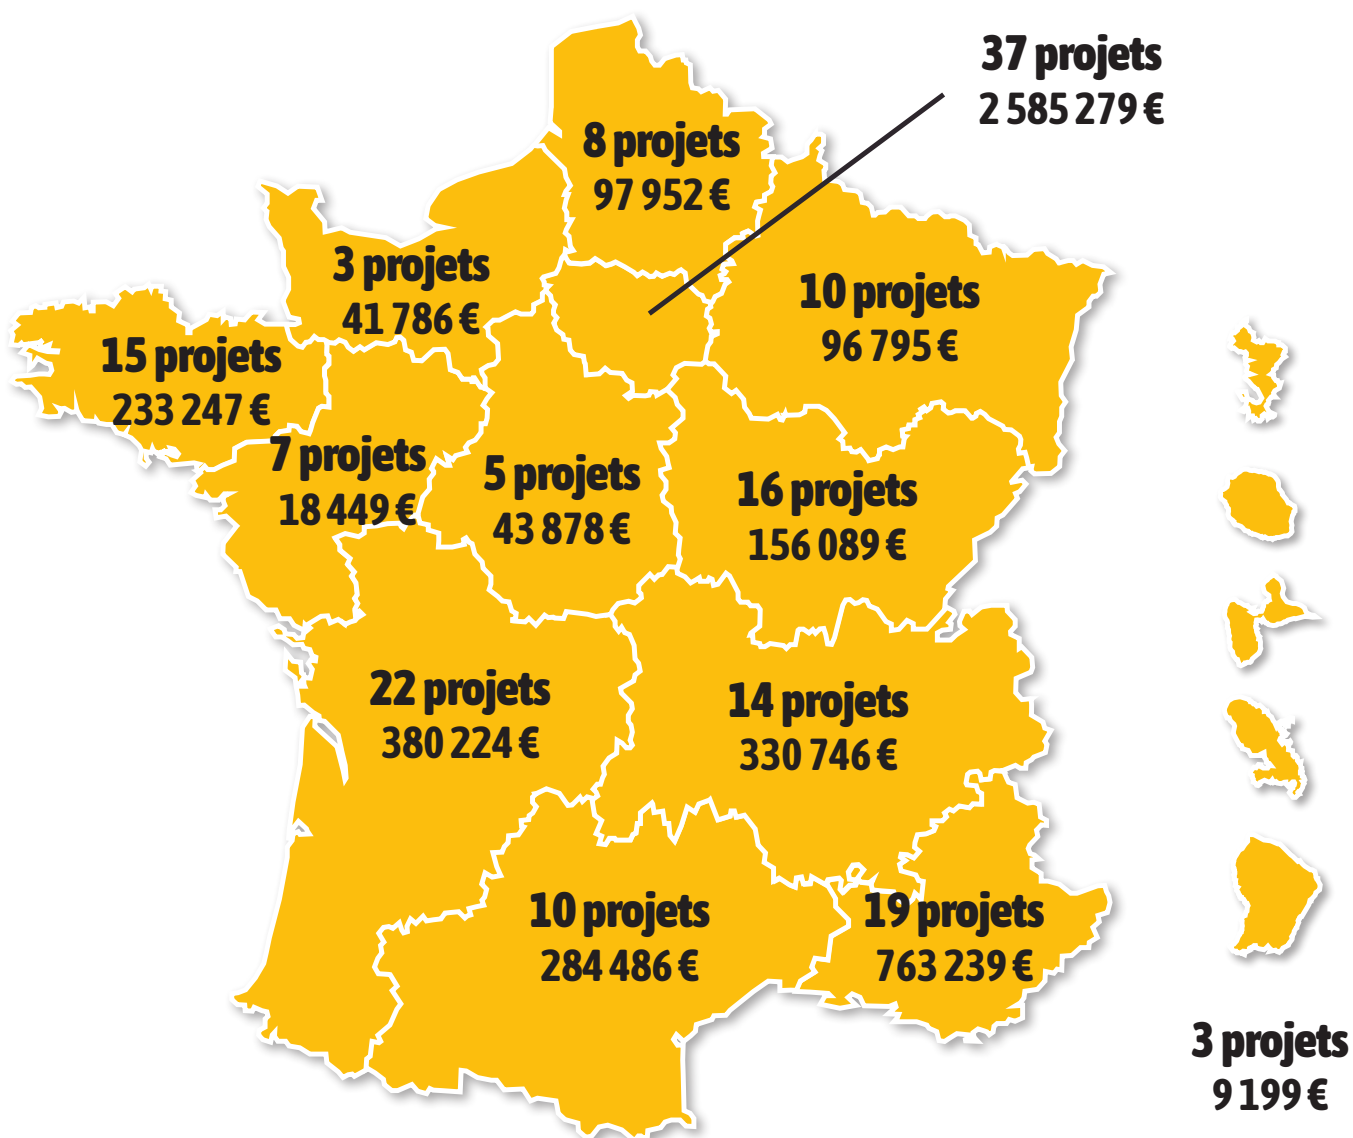 37 projets
2 585 279 €
8 projets
97 952 €
3 projets
41 786 €
10 projets
96 795 €
15 projets
233 247 €
7 projets
18 449 €
5 projets
43 878 €
16 projets
156 089 €
22 projets
380 224 €
14 projets
330 746 €
10 projets
284 486 €
19 projets
763 239 €
3 projets
9 199 €